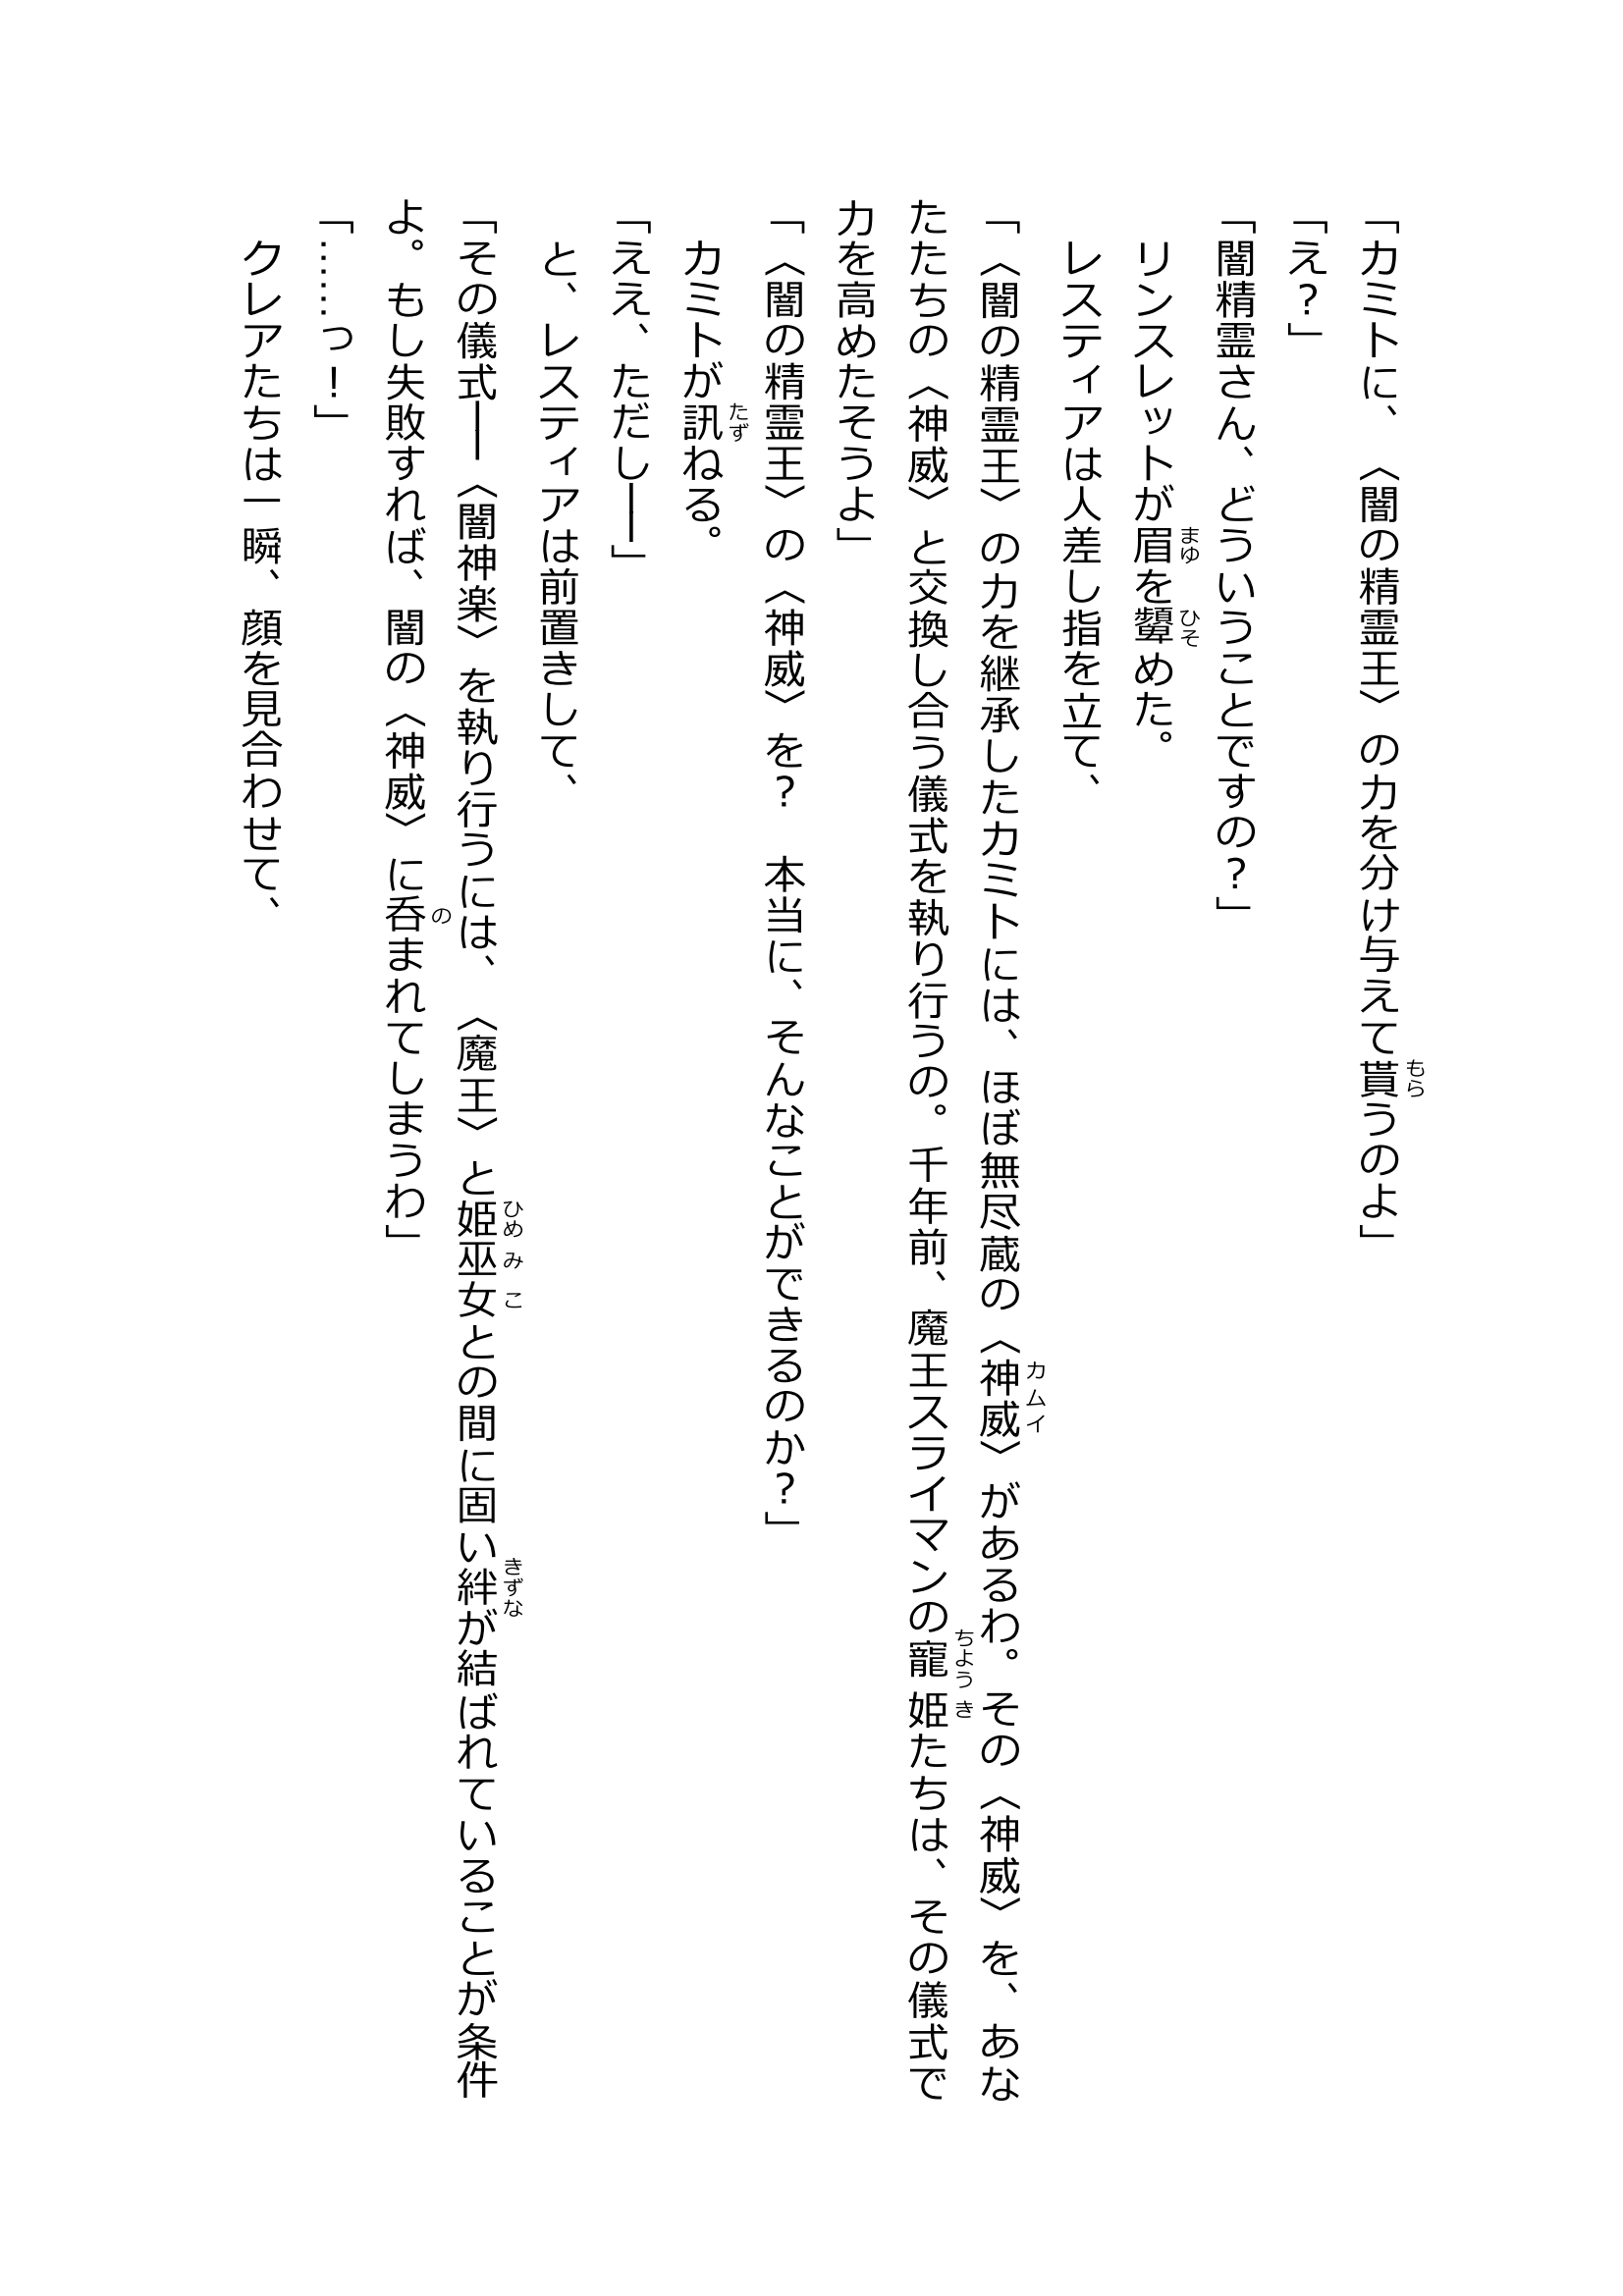 「カミトに、〈闇の精霊王〉の力を分け与えて貰うのよ」
「え？」
「闇精霊さん、どういうことですの？」
　リンスレットが眉を顰めた。
　レスティアは人差し指を立て、
「〈闇の精霊王〉の力を継承したカミトには、ほぼ無尽蔵の〈神威〉があるわ。その〈神威〉を、あな
たたちの〈神威〉と交換し合う儀式を執り行うの。千年前、魔王スライマンの寵姫たちは、その儀式で
力を高めたそうよ」
「〈闇の精霊王〉の〈神威〉を？　本当に、そんなことができるのか？」
　カミトが訊ねる。
「ええ、ただし――」
　と、レスティアは前置きして、
「その儀式――〈闇神楽〉を執り行うには、〈魔王〉と姫巫女との間に固い絆が結ばれていることが条件
よ。もし失敗すれば、闇の〈神威〉に呑まれてしまうわ」
「……っ！」
　クレアたちは一瞬、顔を見合わせて、